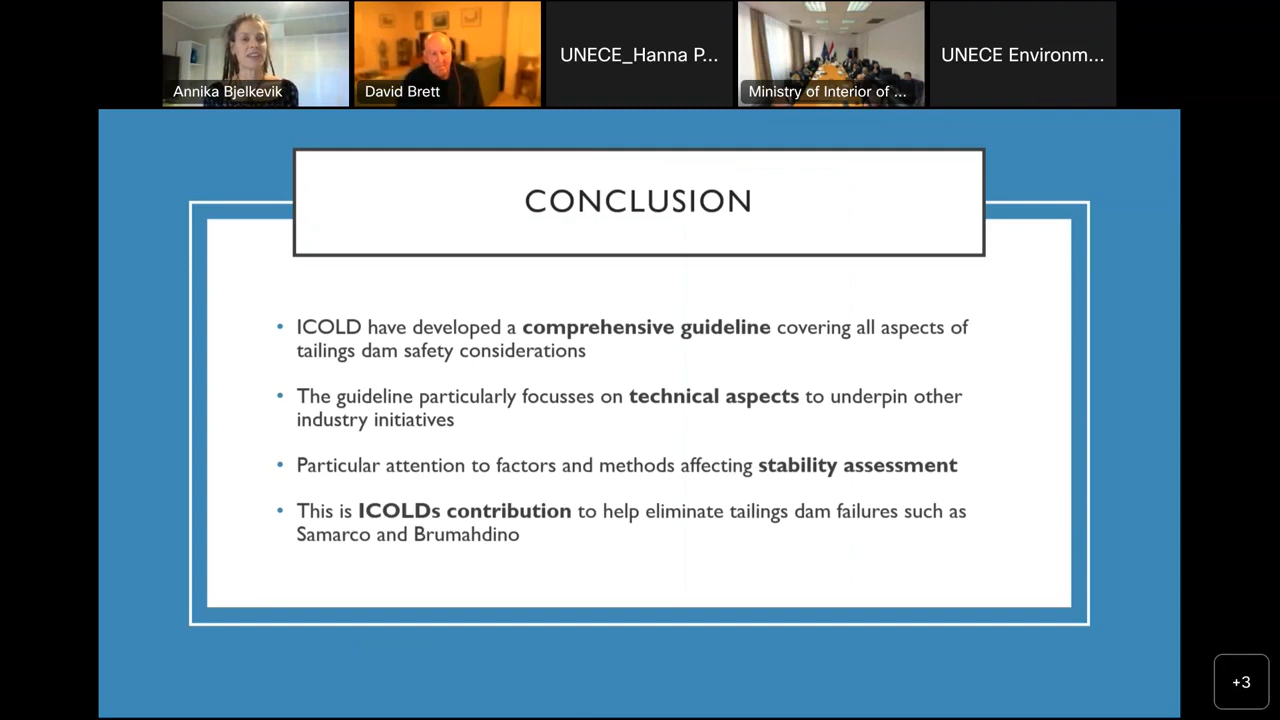 Annika Bjelkevik
David Brett
UNECE_Hanna P...
Ministry of Interior of ...
UNECE Environm...
CONCLUSION
• ICOLD have developed a comprehensive guideline covering all aspects of
tailings dam safety considerations
• The guideline particularly focusses on technical aspects to underpin other
industry initiatives
• Particular attention to factors and methods affecting stability assessment
• This is ICOLDs contribution to help eliminate tailings dam failures such as
Samarco and Brumahdino
+3